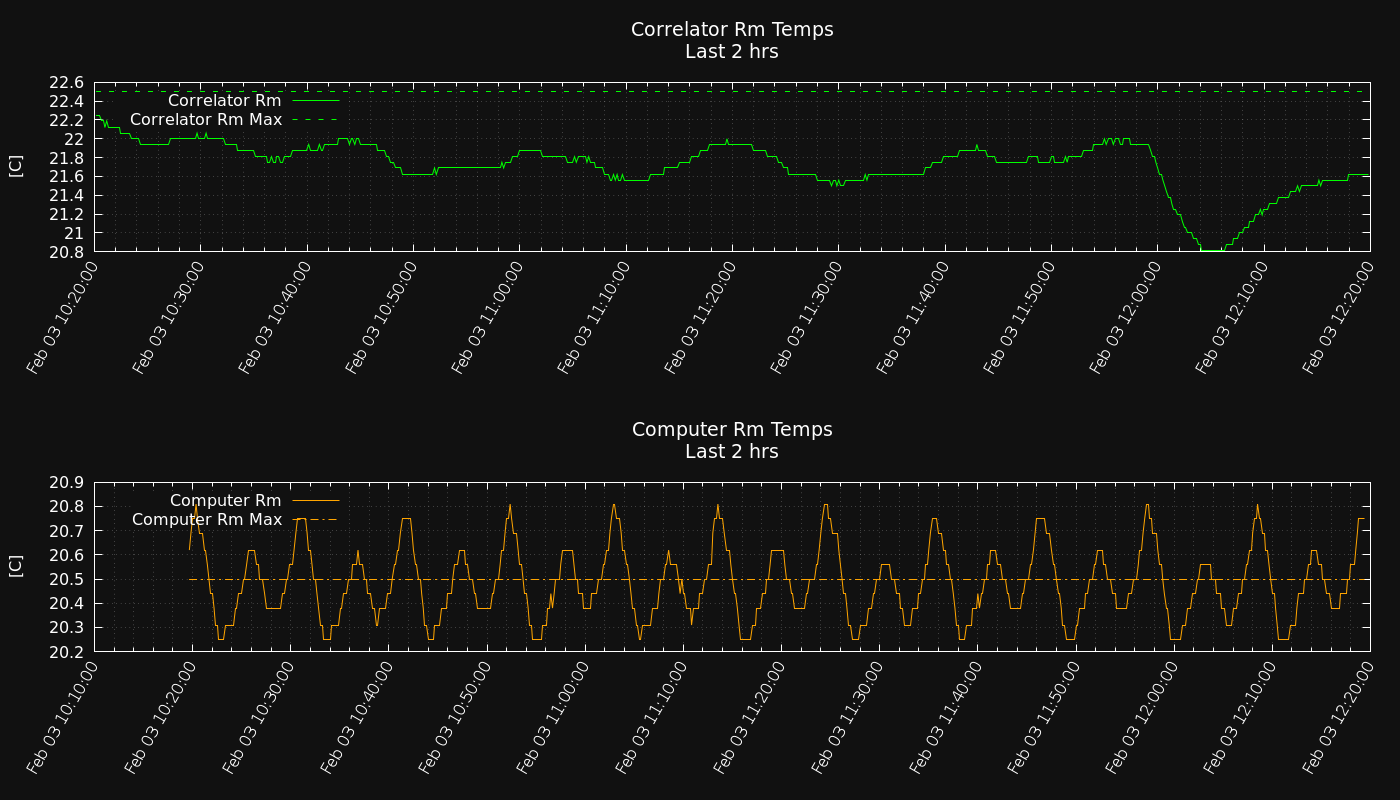 Correlator Rm Temps
Last 2 hrs
22.6
22.4
22.2
22
21.8
21.6
21.4
21.2
21
20.8
[C]
Correlator Rm
Correlator Rm Max
Feb 03 10:20:00
Feb 03 10:30:00
Feb 03 10:40:00
Feb 03 10:50:00
Feb 03 11:00:00
Feb 03 11:10:00
Feb 03 11:20:00
Feb 03 11:30:00
Feb 03 11:40:00
Feb 03 11:50:00
Feb 03 12:00:00
Feb 03 12:10:00
Feb 03 12:20:00
Computer Rm Temps
Last 2 hrs
20.9
20.8
20.7
20.6
20.5
20.4
20.3
20.2
[C]
Computer Rm
Computer Rm Max
Feb 03 10:10:00
Feb 03 10:20:00
Feb 03 10:30:00
Feb 03 10:40:00
Feb 03 10:50:00
Feb 03 11:00:00
Feb 03 11:10:00
Feb 03 11:20:00
Feb 03 11:30:00
Feb 03 11:40:00
Feb 03 11:50:00
Feb 03 12:00:00
Feb 03 12:10:00
Feb 03 12:20:00